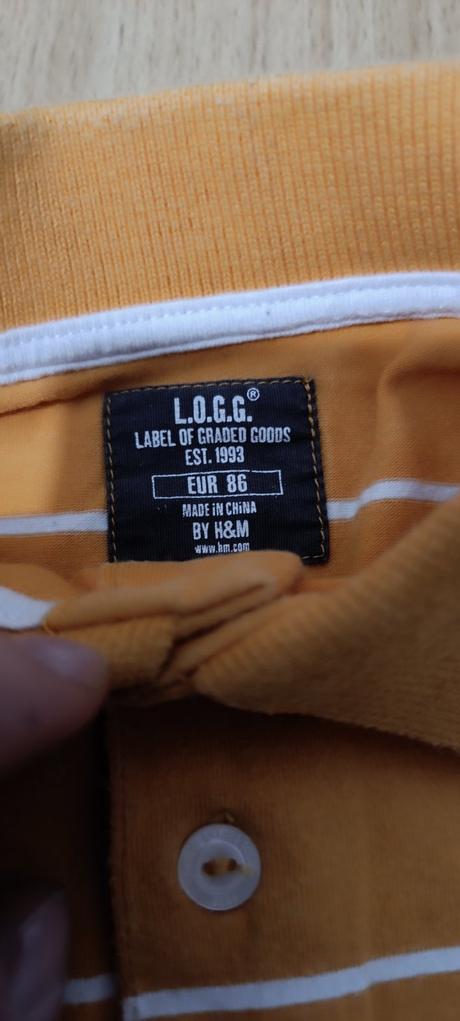 L.O.G.G.®
LABEL OF GRADED GOODS
EST. 1993
EUR 86
MADE IN CHINA
BY H&M
www.hm.com